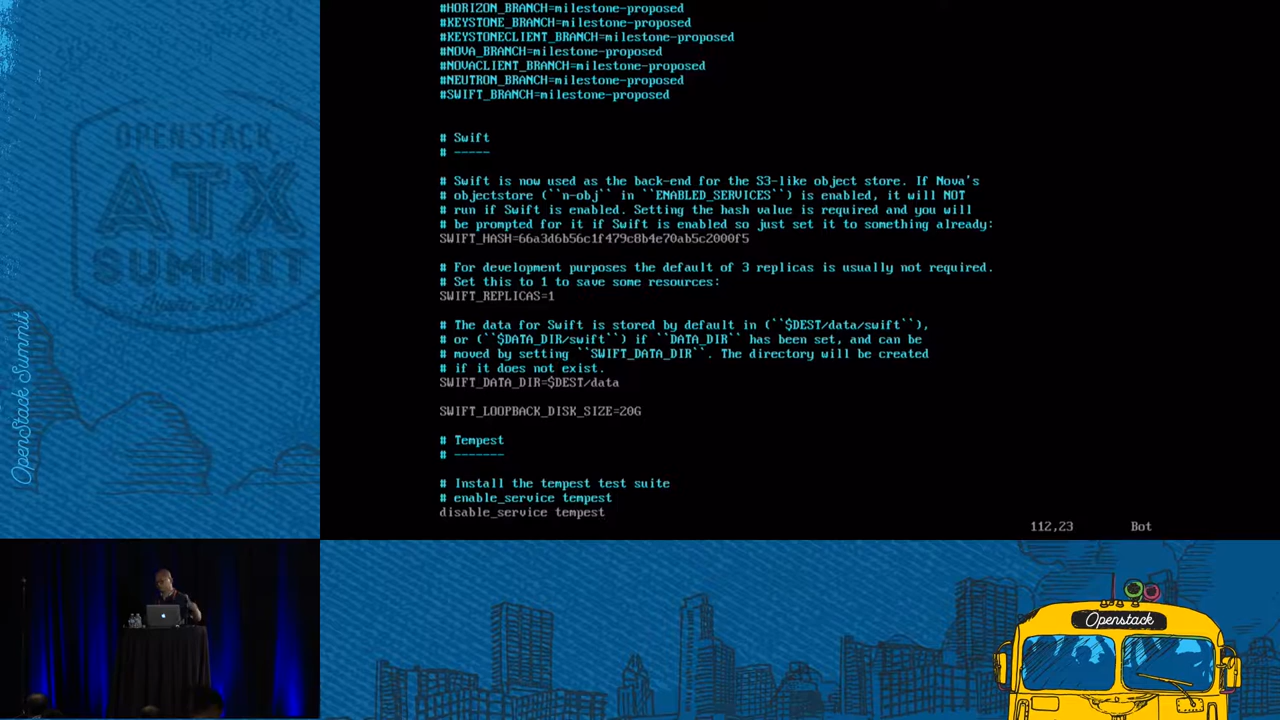 #HORIZON_BRANCH=milestone-proposed
#KEYSTONE_BRANCH=milestone-proposed
#KEYSTONECLIENT_BRANCH=milestone-proposed
#NOVA_BRANCH=milestone-proposed
#NOVACLIENT_BRANCH=milestone-proposed
#NEUTRON_BRANCH=milestone-proposed
#SWIFT_BRANCH=milestone-proposed
# Swift
# -----
# Swift is now used as the back-end for the S3-like object store. If Nova's
# objectstore (``n-obj`` in ``ENABLED_SERVICES``) is enabled, it will NOT
# run if Swift is enabled. Setting the hash value is required and you will
# be prompted for it if Swift is enabled so just set it to something already:
SWIFT_HASH=66a3d6b56c1f479c8b4e70ab5c2000f5
# For development purposes the default of 3 replicas is usually not required.
# Set this to 1 to save some resources:
SWIFT_REPLICAS=1
# The data for Swift is stored by default in (``$DEST/data/swift``),
# or (``$DATA_DIR/swift``) if ``DATA_DIR`` has been set, and can be
# moved by setting ``SWIFT_DATA_DIR``. The directory will be created
# if it does not exist.
SWIFT_DATA_DIR=$DEST/data
SWIFT_LOOPBACK_DISK_SIZE=20G
# Tempest
# -------
# Install the tempest test suite
# enable_service tempest
disable_service tempest
112,23 Bot
OPENSTACK
ATX
SUMMIT
OpenStack Summit
Openstack